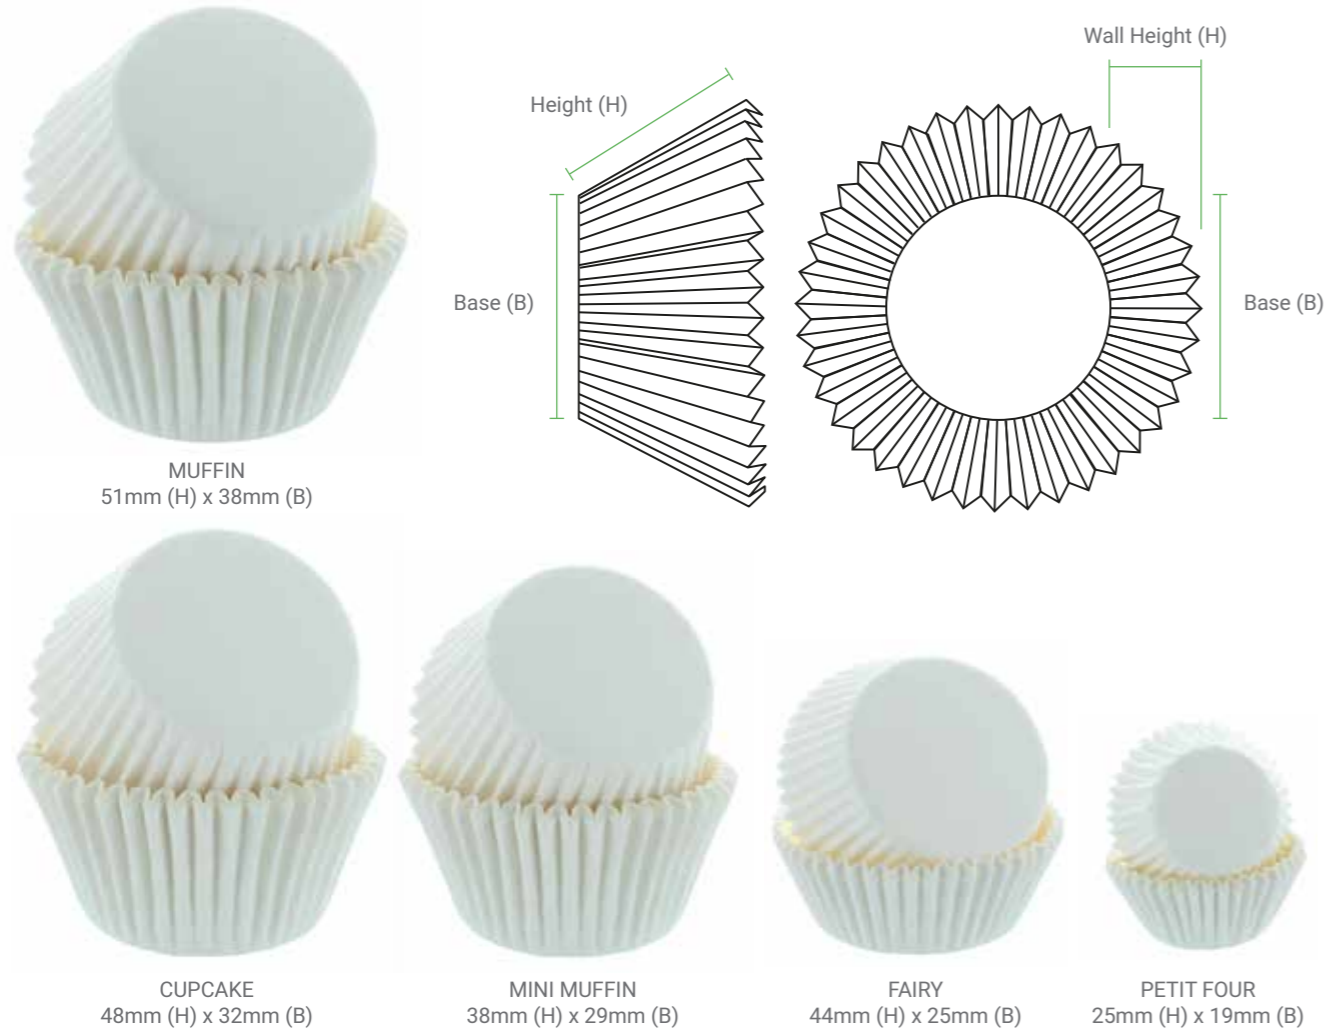 Wall Height (H)
Height (H)
Base (B)
Base (B)
MUFFIN
51mm (H) x 38mm (B)
CUPCAKE
48mm (H) x 32mm (B)
MINI MUFFIN
38mm (H) x 29mm (B)
FAIRY
44mm (H) x 25mm (B)
PETIT FOUR
25mm (H) x 19mm (B)